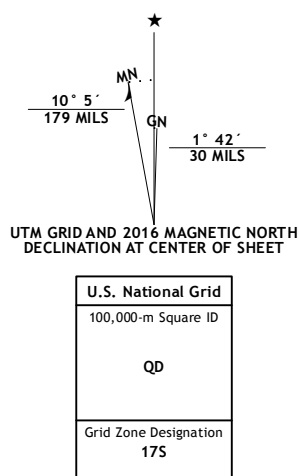 ★
MN
10° 5´
179 MILS
GN
1° 42´
30 MILS
UTM GRID AND 2016 MAGNETIC NORTH
DECLINATION AT CENTER OF SHEET
U.S. National Grid
100,000-m Square ID
QD
Grid Zone Designation
17S